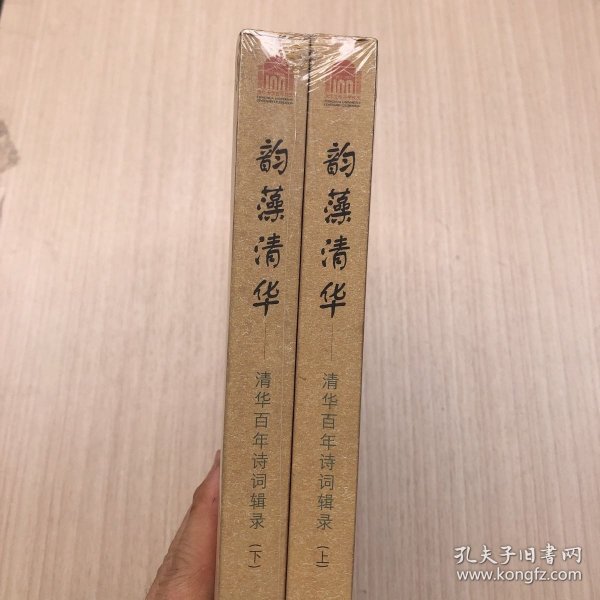 韵藻清华
清华百年诗词辑录
(下)
韵藻清华
清华百年诗词辑录
(上)
孔夫子旧书网
www.kongfz.com